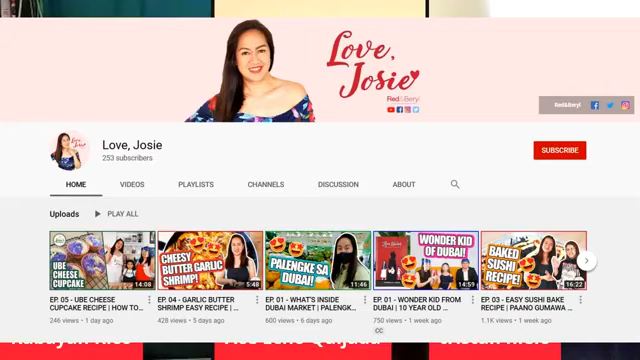 Love,
Josie
Red&Beryl
Red&Beryl
Love, Josie
253 subscribers
SUBSCRIBE
HOME
VIDEOS
PLAYLISTS
CHANNELS
DISCUSSION
ABOUT
Uploads
PLAY ALL
UBE
CHEESE
CUPCAKE
14:08
CHEESY
BUTTER GARLIC
SHRIMP!
5:48
PALENGKE SA
DUBAI!
11:46
WONDER KID
OF DUBAI!
14:59
BAKED
SUSHI
RECIPE!
16:22
EP. 05 - UBE CHEESE
CUPCAKE RECIPE | HOW TO...
246 views • 1 day ago
EP. 04 - GARLIC BUTTER
SHRIMP EASY RECIPE | ...
428 views • 5 days ago
EP. 01 - WHAT'S INSIDE
DUBAI MARKET | PALENGK...
600 views • 6 days ago
EP. 01 - WONDER KID FROM
DUBAI | 10 YEAR OLD ...
750 views • 1 week ago
CC
EP. 03 - EASY SUSHI BAKE
RECIPE | PAANO GUMAWA ...
1.1K views • 1 week ago